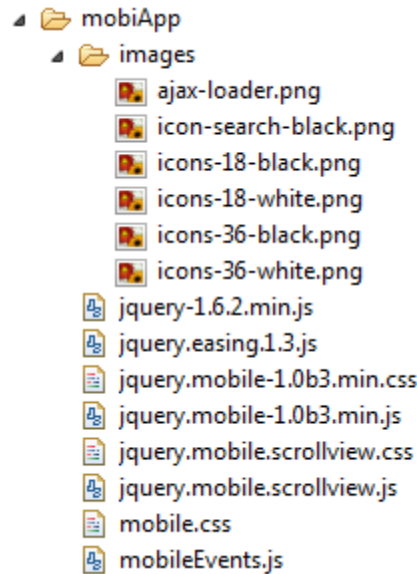 mobiApp
images
ajax-loader.png
icon-search-black.png
icons-18-black.png
icons-18-white.png
icons-36-black.png
icons-36-white.png
jquery-1.6.2.min.js
jquery.easing.1.3.js
jquery.mobile-1.0b3.min.css
jquery.mobile-1.0b3.min.js
jquery.mobile.scrollview.css
jquery.mobile.scrollview.js
mobile.css
mobileEvents.js